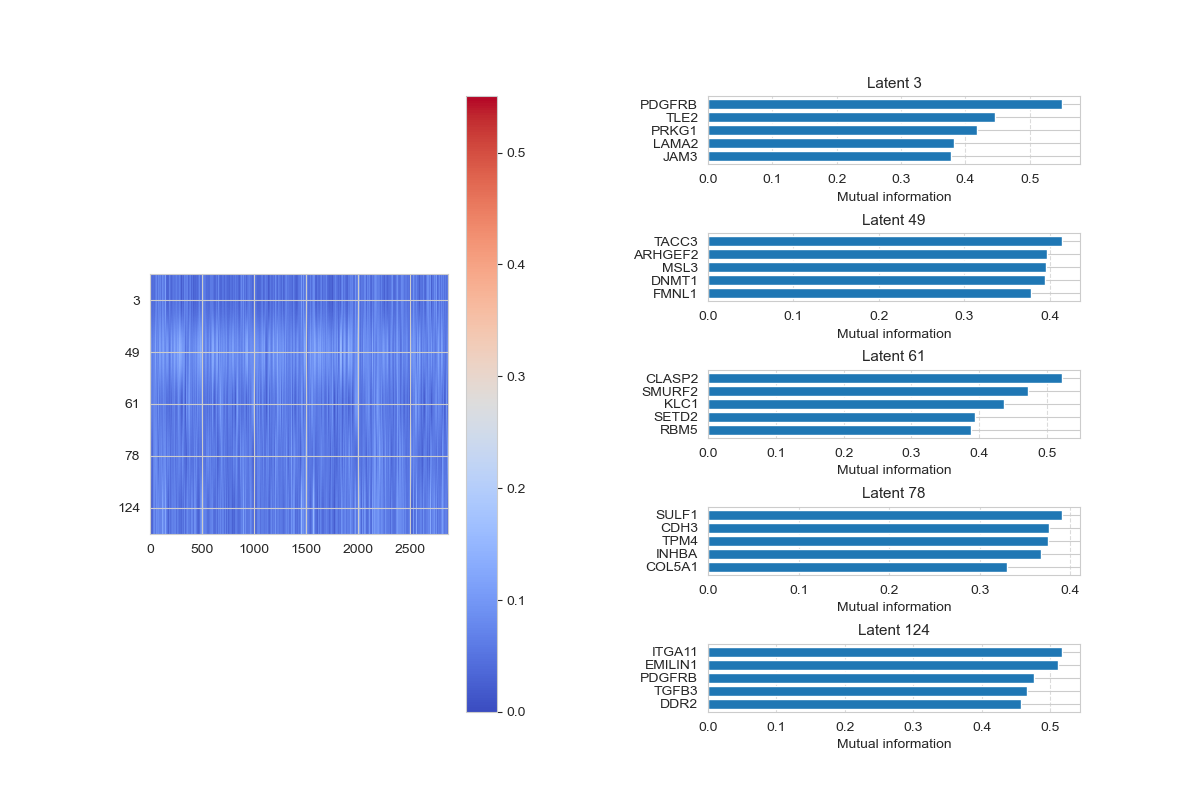 3
49
61
78
124
0 500 1000 1500 2000 2500
0.5
0.4
0.3
0.2
0.1
0.0
Latent 3
PDGFRB
TLE2
PRKG1
LAMA2
JAM3
0.0 0.1 0.2 0.3 0.4 0.5
Mutual information
Latent 49
TACC3
ARHGEF2
MSL3
DNMT1
FMNL1
0.0 0.1 0.2 0.3 0.4
Mutual information
Latent 61
CLASP2
SMURF2
KLC1
SETD2
RBM5
0.0 0.1 0.2 0.3 0.4 0.5
Mutual information
Latent 78
SULF1
CDH3
TPM4
INHBA
COL5A1
0.0 0.1 0.2 0.3 0.4
Mutual information
Latent 124
ITGA11
EMILIN1
PDGFRB
TGFB3
DDR2
0.0 0.1 0.2 0.3 0.4 0.5
Mutual information